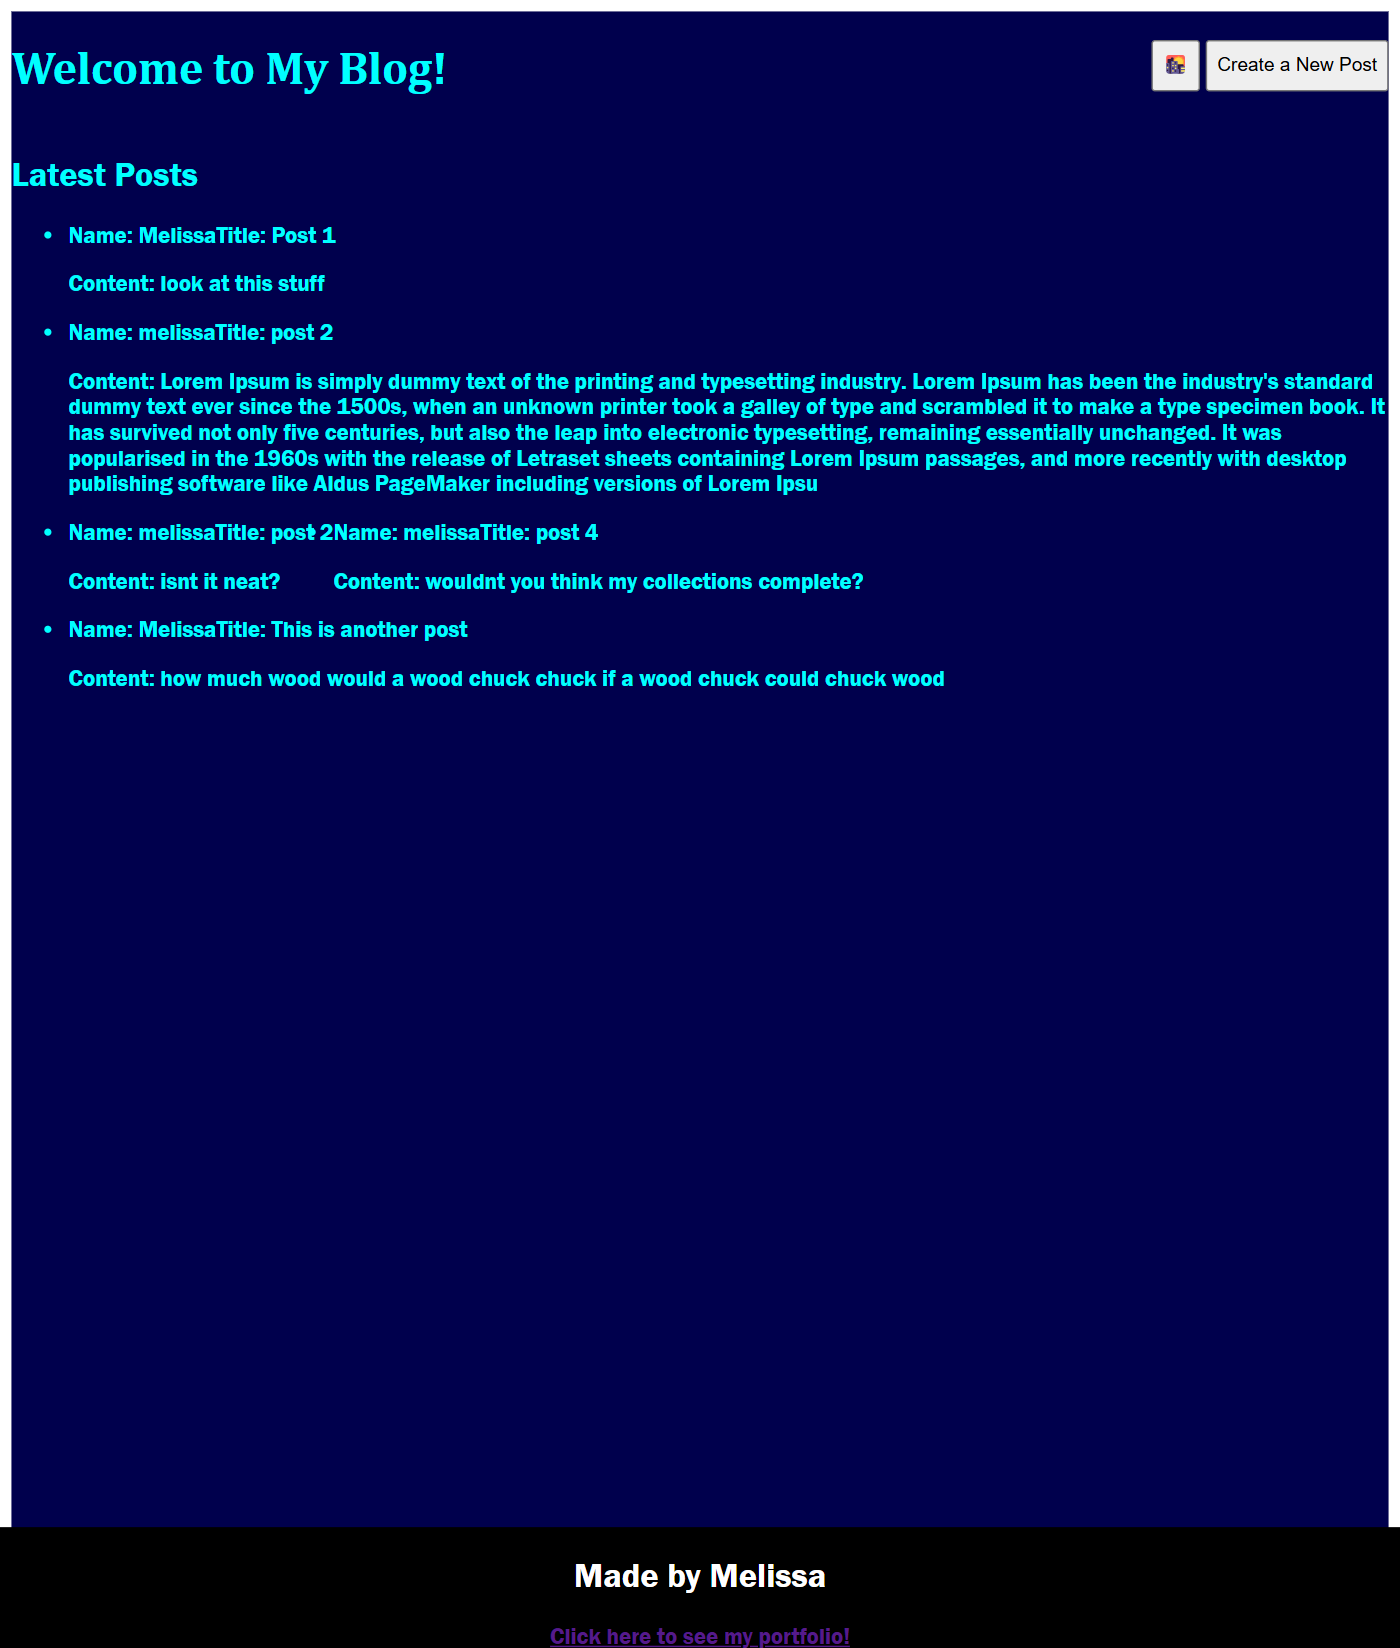 Welcome to My Blog!
Create a New Post
Latest Posts
• Name: MelissaTitle: Post 1
Content: look at this stuff
• Name: melissaTitle: post 2
Content: Lorem Ipsum is simply dummy text of the printing and typesetting industry. Lorem Ipsum has been the industry's standard
dummy text ever since the 1500s, when an unknown printer took a galley of type and scrambled it to make a type specimen book. It
has survived not only five centuries, but also the leap into electronic typesetting, remaining essentially unchanged. It was
popularised in the 1960s with the release of Letraset sheets containing Lorem Ipsum passages, and more recently with desktop
publishing software like Aldus PageMaker including versions of Lorem Ipsu
• Name: melissaTitle: post 2
Content: isnt it neat?
• Name: melissaTitle: post 4
Content: wouldnt you think my collections complete?
• Name: MelissaTitle: This is another post
Content: how much wood would a wood chuck chuck if a wood chuck could chuck wood
Made by Melissa
Click here to see my portfolio!